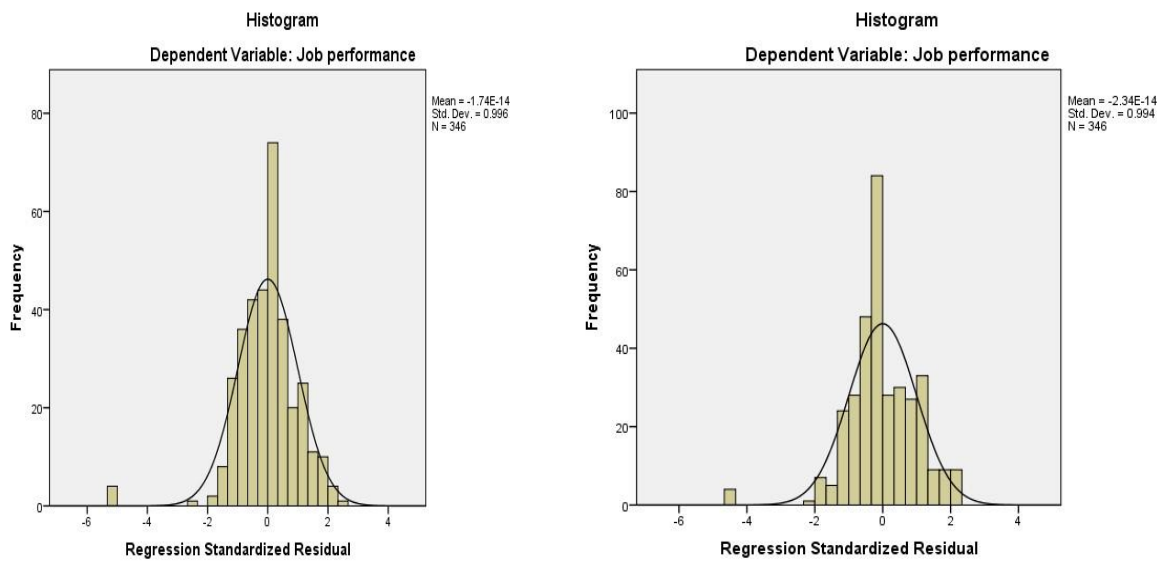 Histogram
Dependent Variable: Job performance
Mean = -1.74E-14
Std. Dev. = 0.996
N = 346
80
60
40
20
0
Frequency
-6 -4 -2 0 2 4
Regression Standardized Residual
Histogram
Dependent Variable: Job performance
Mean = -2.34E-14
Std. Dev. = 0.994
N = 346
100
80
60
40
20
0
Frequency
-6 -4 -2 0 2 4
Regression Standardized Residual